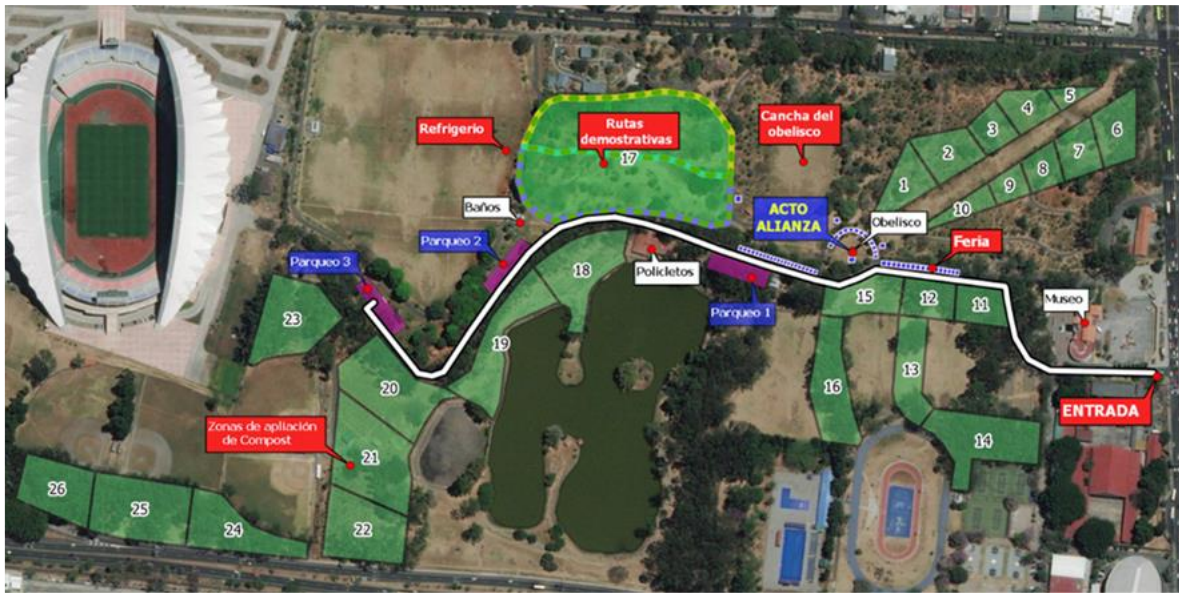 5
4
6
3
Refrigerio
Rutas
demostrativas
Cancha del
obelisco
2
17
7
8
1
9
Baños
ACTO
ALIANZA
10
Obelisco
Parqueo 2
Feria
Parqueo 3
18
Policletos
Parqueo 1
15
12
11
Museo
23
19
20
16
13
ENTRADA
Zonas de apliación
de Compost
21
14
26
25
24
22